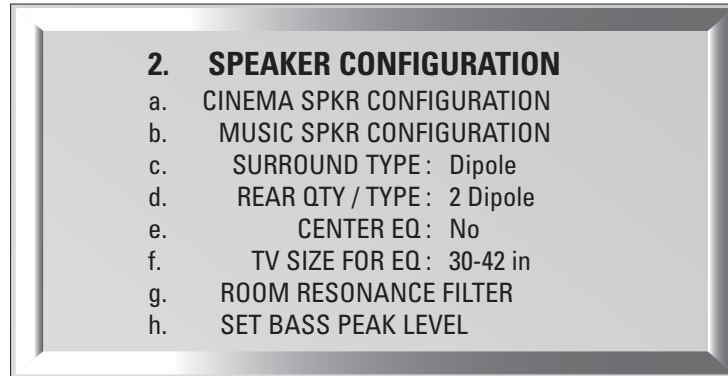 2. SPEAKER CONFIGURATION
a. CINEMA SPKR CONFIGURATION
b. MUSIC SPKR CONFIGURATION
c. SURROUND TYPE : Dipole
d. REAR QTY / TYPE : 2 Dipole
e. CENTER EQ : No
f. TV SIZE FOR EQ : 30-42 in
g. ROOM RESONANCE FILTER
h. SET BASS PEAK LEVEL